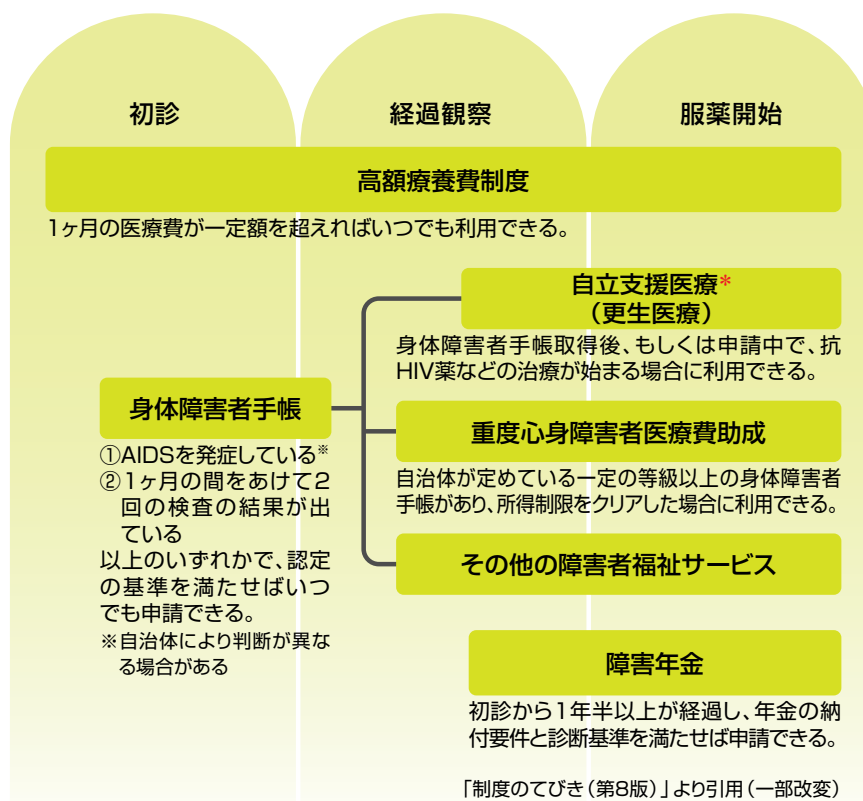 初診
経過観察
服薬開始
高額療養費制度
1ヶ月の医療費が一定額を超えればいつでも利用できる。
自立支援医療*
（更生医療）
身体障害者手帳取得後、もしくは申請中で、抗
HIV薬などの治療が始まる場合に利用できる。
身体障害者手帳
①AIDSを発症している※
②1ヶ月の間をあけて2
回の検査の結果が出
ている
以上のいずれかで、認定
の基準を満たせばいつ
でも申請できる。
※自治体により判断が異な
る場合がある
重度心身障害者医療費助成
自治体が定めている一定の等級以上の身体障害者
手帳があり、所得制限をクリアした場合に利用できる。
その他の障害者福祉サービス
障害年金
初診から1年半以上が経過し、年金の納
付要件と診断基準を満たせば申請できる。
「制度のてびき（第8版）」より引用（一部改変）